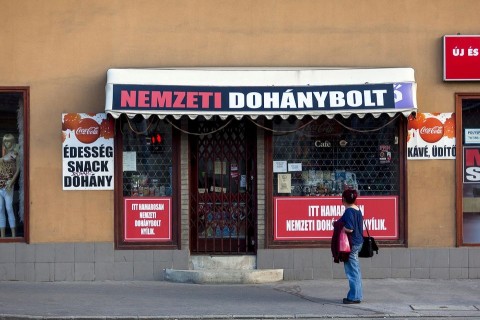 ÚJ ÉS
NEMZETI DOHÁNYBOLT
Coca-Cola
ÉDESSÉG
SNACK
DOHÁNY
Café
Coca-Cola
KÁVÉ, ÜDÍTŐ
ITT HAMAROSAN
NEMZETI
DOHÁNYBOLT
NYÍLIK.
ITT HAMAROSAN
NEMZETI DOHÁNYBOLT NYÍLIK.